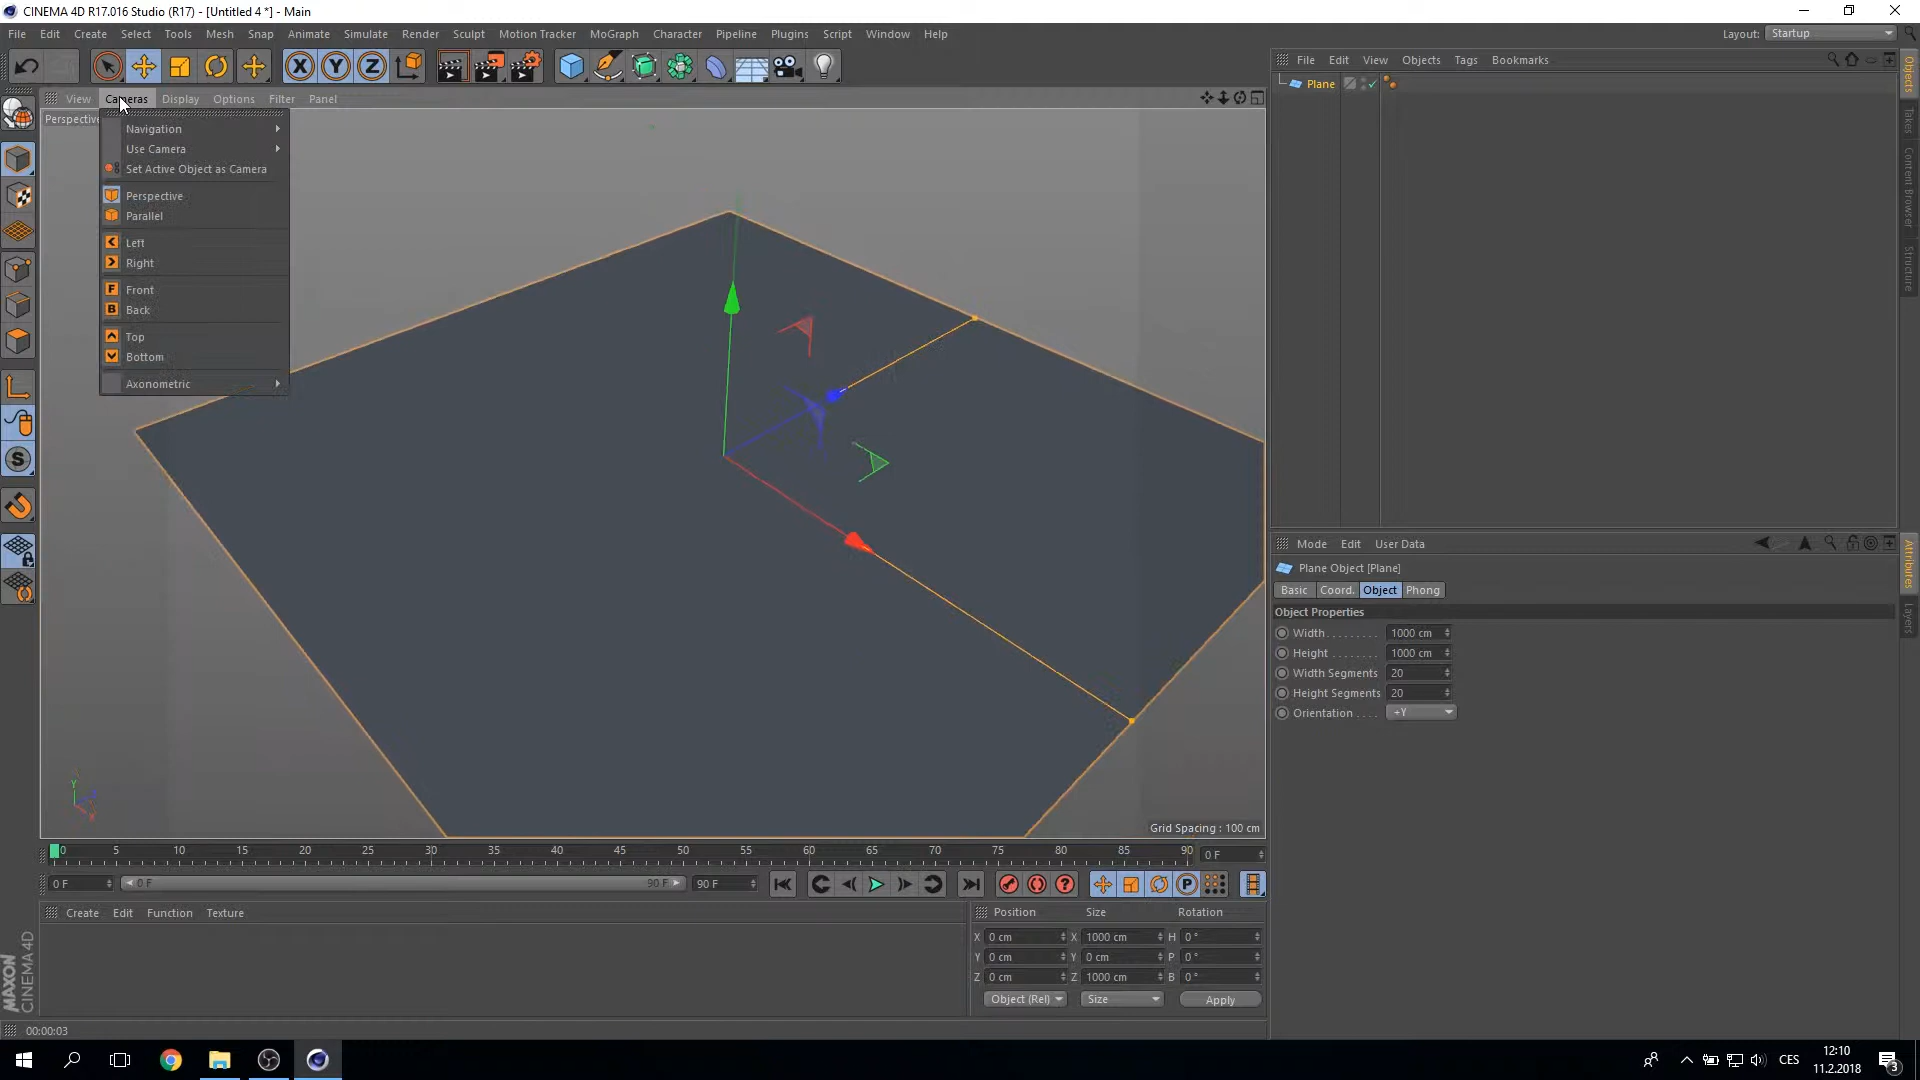 CINEMA 4D R17.016 Studio (R17) - [Untitled 4 *] - Main
File Edit Create Select Tools Mesh Snap Animate Simulate Render Sculpt Motion Tracker MoGraph Character Pipeline Plugins Script Window Help
Layout: Startup
File Edit View Objects Tags Bookmarks
Plane
Objects
Takes
Content Browser
Structure
View Cameras Display Options Filter Panel
Perspective
Navigation
Use Camera
Set Active Object as Camera
Perspective
Parallel
Left
Right
Front
Back
Top
Bottom
Axonometric
Y
X
Grid Spacing : 100 cm
Mode Edit User Data
Plane Object [Plane]
Basic Coord. Object Phong
Object Properties
Width . . . . . . . . 1000 cm
Height . . . . . . . 1000 cm
Width Segments 20
Height Segments 20
Orientation . . . . +Y
Attributes
Layers
0 5 10 15 20 25 30 35 40 45 50 55 60 65 70 75 80 85 90 0 F
0 F 0 F 90 F 90 F
Create Edit Function Texture
Position Size Rotation
X 0 cm X 1000 cm H 0 °
Y 0 cm Y 0 cm P 0 °
Z 0 cm Z 1000 cm B 0 °
Object (Rel) Size Apply
MAXON
CINEMA 4D
00:00:03
CES
12:10
11.2.2018
3